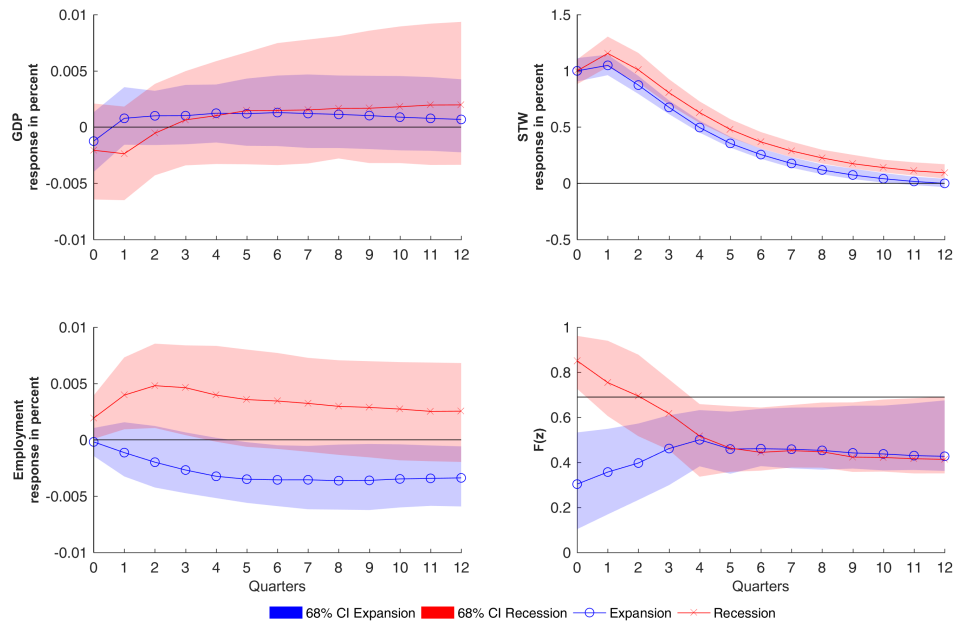 0.01
0.005
0
-0.005
-0.01
GDP
response in percent
0 1 2 3 4 5 6 7 8 9 10 11 12
1.5
1
0.5
0
-0.5
STW
response in percent
0 1 2 3 4 5 6 7 8 9 10 11 12
0.01
0.005
0
-0.005
-0.01
Employment
response in percent
0 1 2 3 4 5 6 7 8 9 10 11 12
Quarters
1
0.8
0.6
0.4
0.2
0
F(z)
0 1 2 3 4 5 6 7 8 9 10 11 12
Quarters
68% CI Expansion 68% CI Recession Expansion Recession